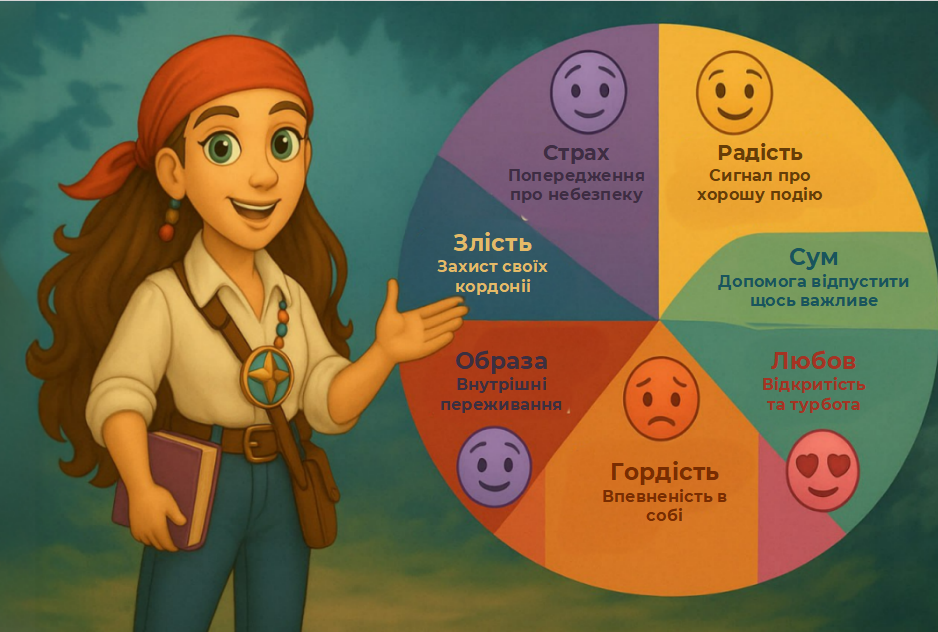 Страх
Попередження
про небезпеку
Радість
Сигнал про
хорошу подію
Злість
Захист своїх
кордоніі
Сум
Допомога відпустити
щось важливе
Образа
Внутрішні
переживання
Любов
Відкритість
та турбота
Гордість
Впевненість в
собі